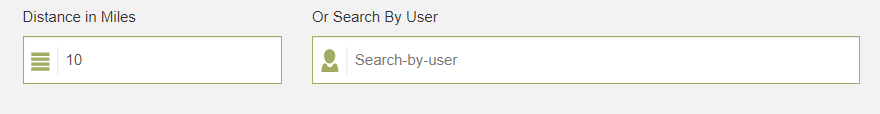 Distance in Miles
Or Search By User
10
Search-by-user